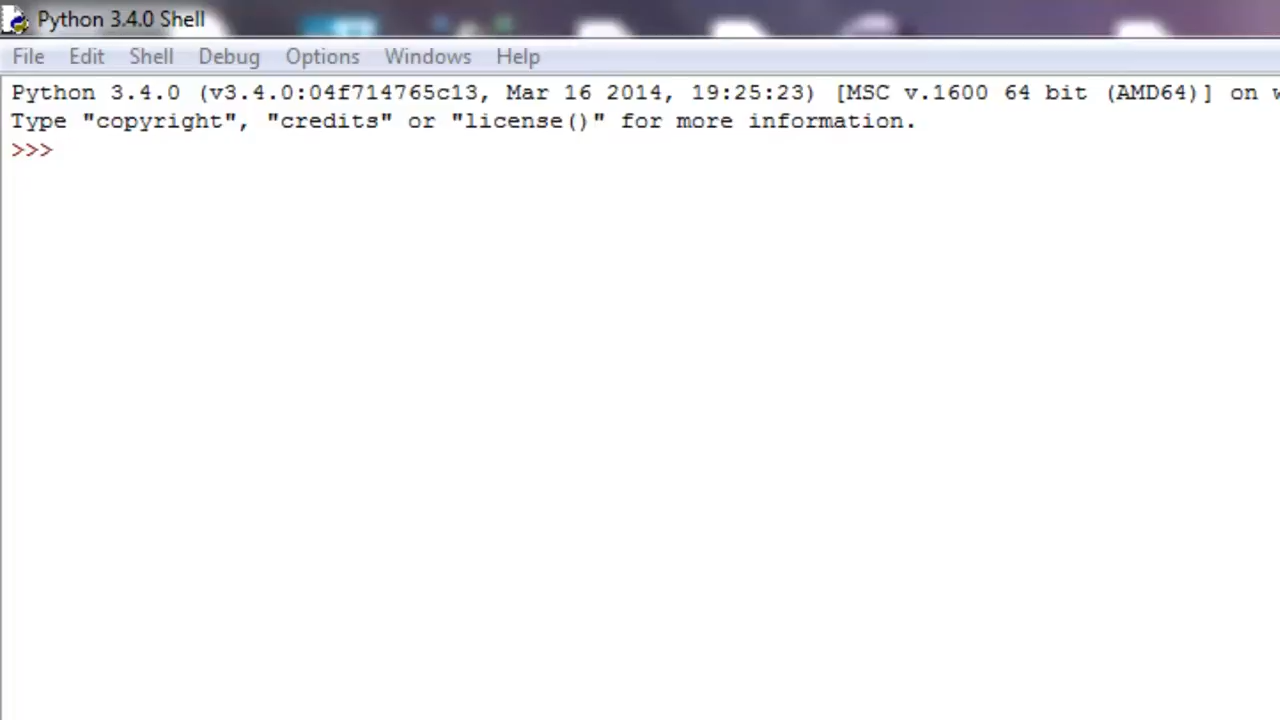 Python 3.4.0 Shell
File Edit Shell Debug Options Windows Help
Python 3.4.0 (v3.4.0:04f714765c13, Mar 16 2014, 19:25:23) [MSC v.1600 64 bit (AMD64)] on
Type "copyright", "credits" or "license()" for more information.
>>>